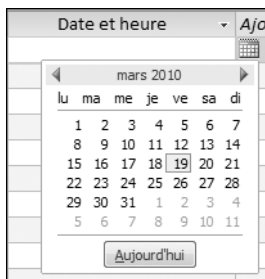 Date et heure Ajo
mars 2010
lu ma me je ve sa di
1 2 3 4 5 6 7
8 9 10 11 12 13 14
15 16 17 18 19 20 21
22 23 24 25 26 27 28
29 30 31 1 2 3 4
5 6 7 8 9 10 11
Aujourd'hui